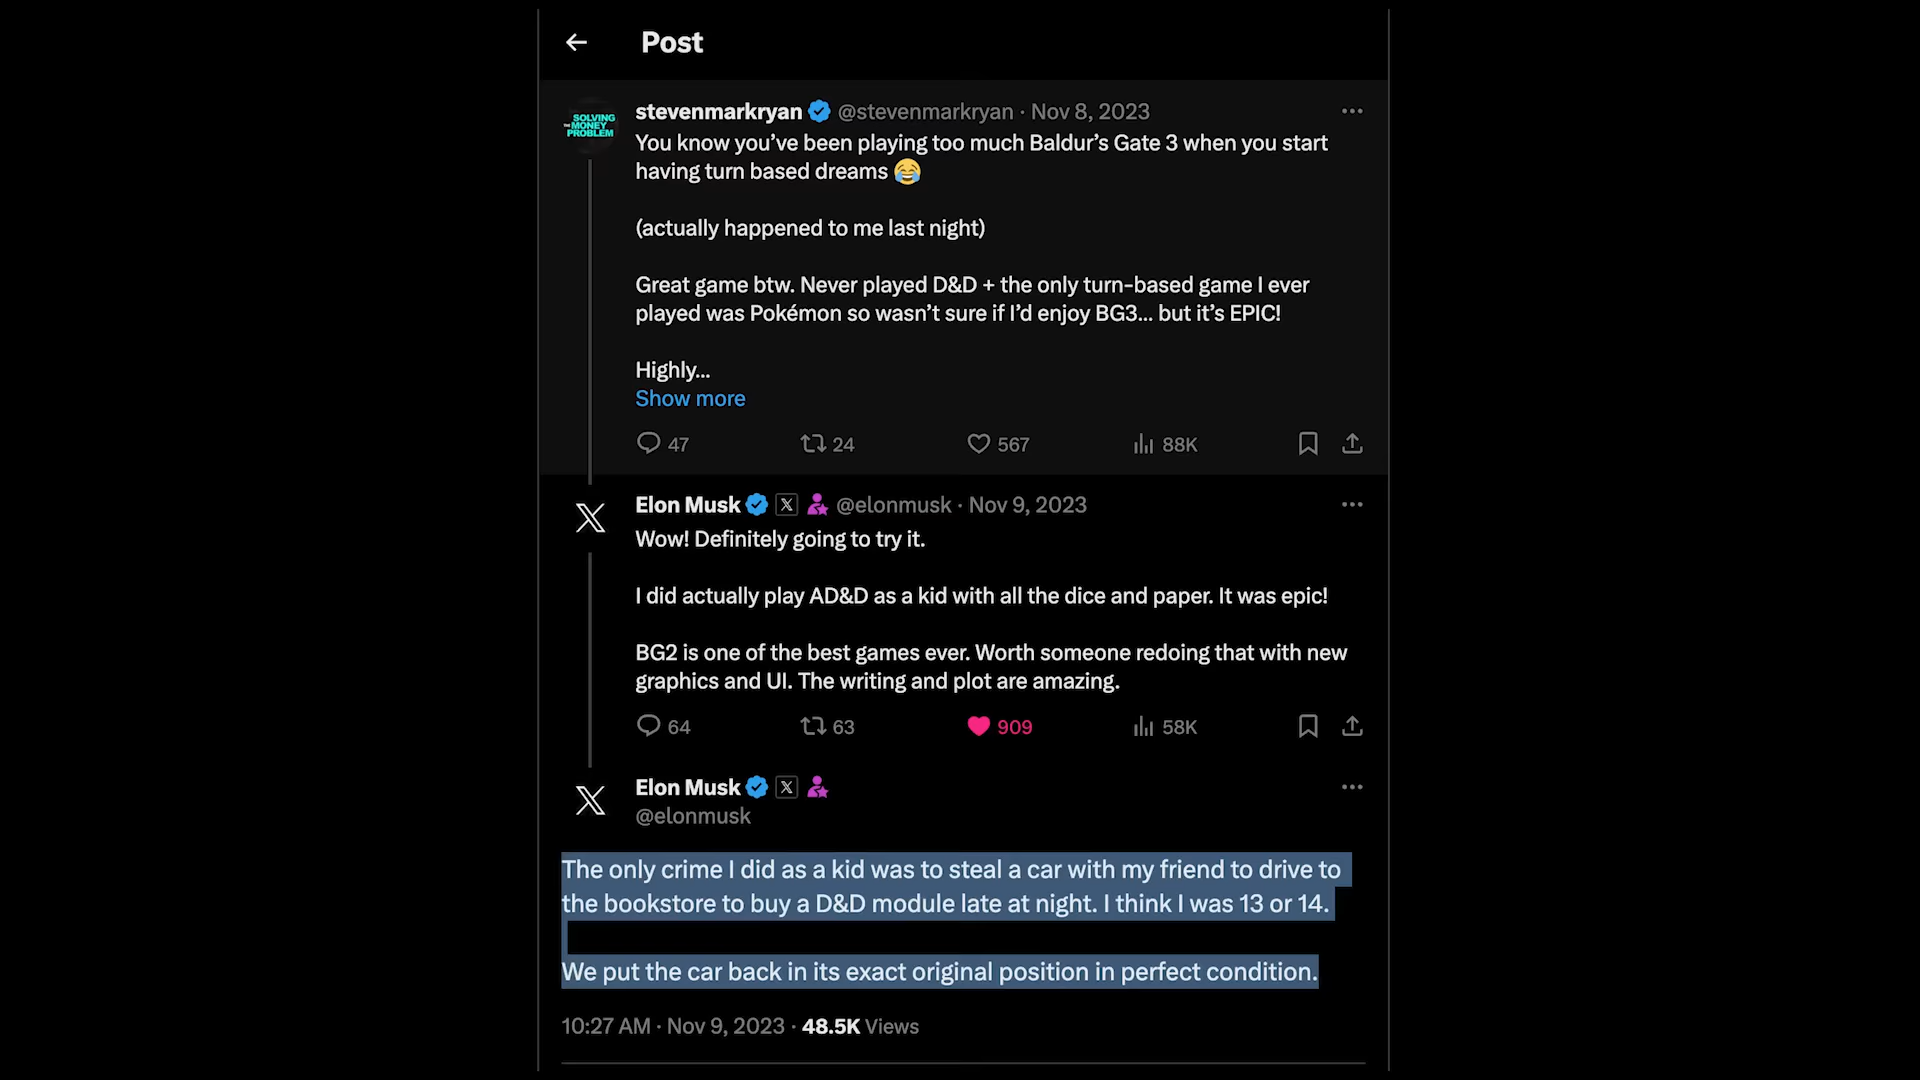 Post
SOLVING
THE MONEY
PROBLEM
stevenmarkryan @stevenmarkryan · Nov 8, 2023
You know you’ve been playing too much Baldur’s Gate 3 when you start
having turn based dreams 😂
(actually happened to me last night)
Great game btw. Never played D&D + the only turn-based game I ever
played was Pokémon so wasn’t sure if I’d enjoy BG3... but it’s EPIC!
Highly...
Show more
47 24 567 88K
Elon Musk X @elonmusk · Nov 9, 2023
Wow! Definitely going to try it.
I did actually play AD&D as a kid with all the dice and paper. It was epic!
BG2 is one of the best games ever. Worth someone redoing that with new
graphics and UI. The writing and plot are amazing.
64 63 909 58K
Elon Musk X
@elonmusk
The only crime I did as a kid was to steal a car with my friend to drive to
the bookstore to buy a D&D module late at night. I think I was 13 or 14.
We put the car back in its exact original position in perfect condition.
10:27 AM · Nov 9, 2023 · 48.5K Views